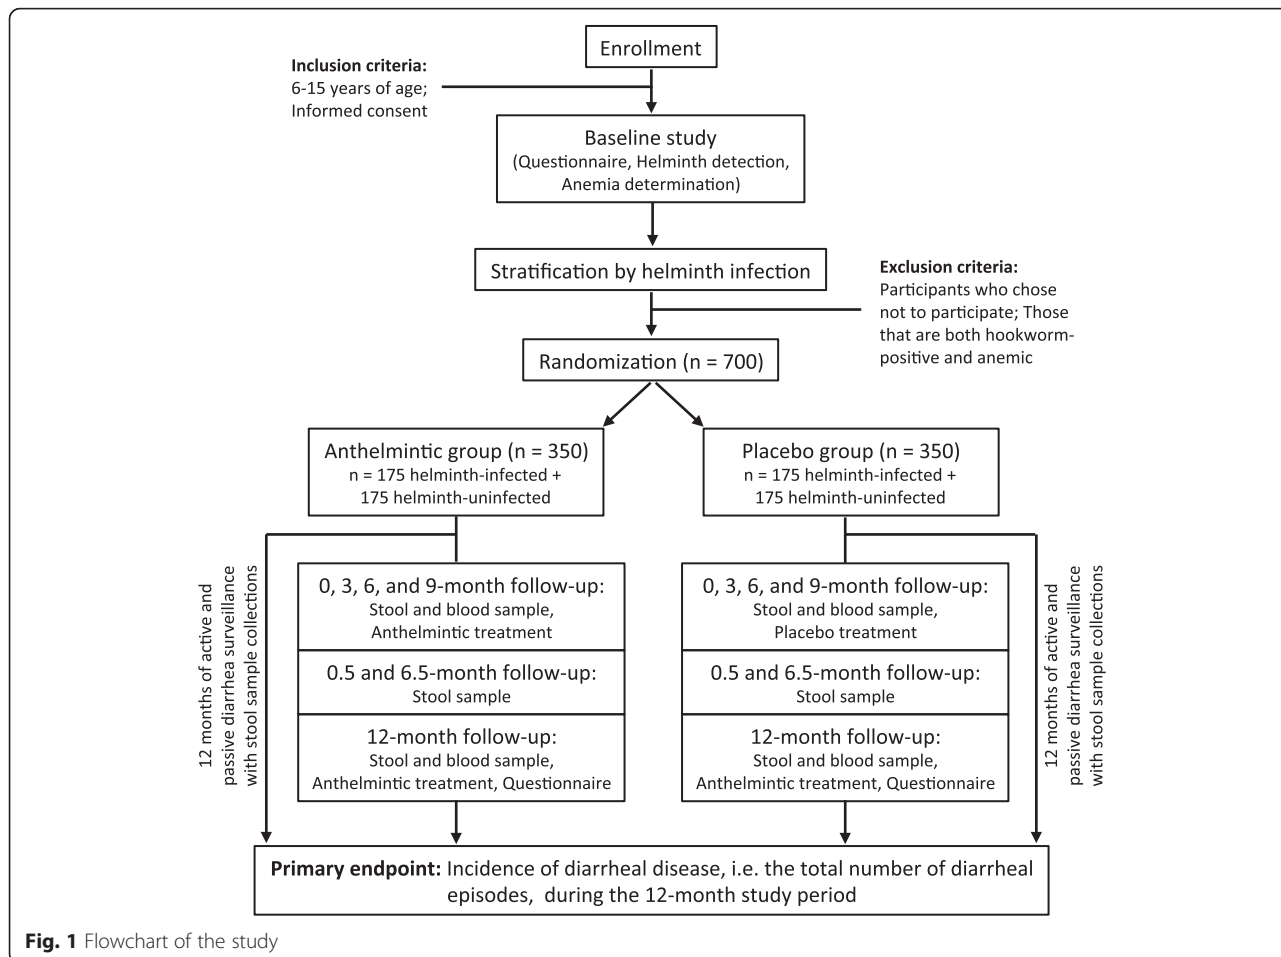 Enrollment
Inclusion criteria:
6-15 years of age;
Informed consent
Baseline study
(Questionnaire, Helminth detection,
Anemia determination)
Stratification by helminth infection
Exclusion criteria:
Participants who chose
not to participate; Those
that are both hookworm-
positive and anemic
Randomization (n = 700)
Anthelmintic group (n = 350)
n = 175 helminth-infected +
175 helminth-uninfected
Placebo group (n = 350)
n = 175 helminth-infected +
175 helminth-uninfected
12 months of active and
passive diarrhea surveillance
with stool sample collections
0, 3, 6, and 9-month follow-up:
Stool and blood sample,
Anthelmintic treatment
0.5 and 6.5-month follow-up:
Stool sample
12-month follow-up:
Stool and blood sample,
Anthelmintic treatment, Questionnaire
0, 3, 6, and 9-month follow-up:
Stool and blood sample,
Placebo treatment
0.5 and 6.5-month follow-up:
Stool sample
12-month follow-up:
Stool and blood sample,
Anthelmintic treatment, Questionnaire
12 months of active and
passive diarrhea surveillance
with stool sample collections
Primary endpoint: Incidence of diarrheal disease, i.e. the total number of diarrheal
episodes,  during the 12-month study period
Fig. 1 Flowchart of the study